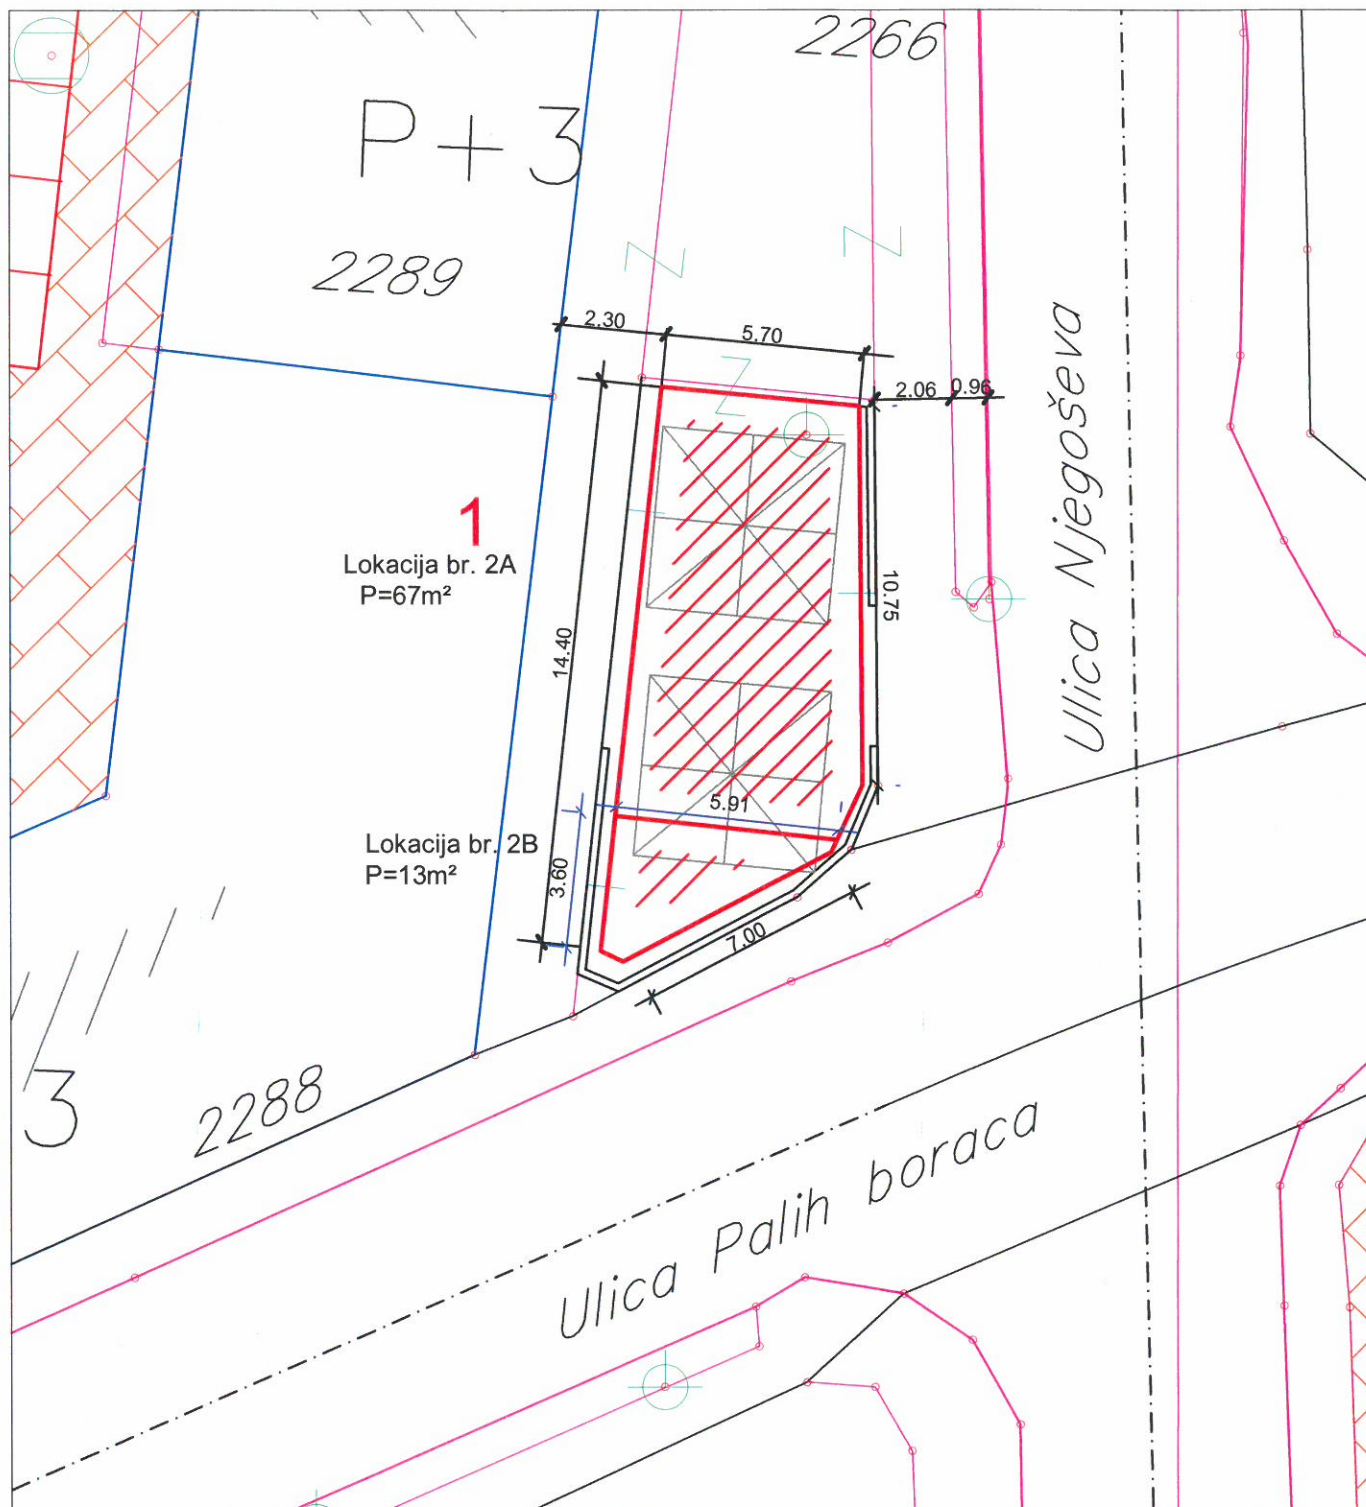 2266
P+3
2289
2.30
5.70
2.06
0.96
Ulica Njegoševa
1
Lokacija br. 2A
P=67m²
10.75
14.40
5.91
Lokacija br. 2B
P=13m²
3.60
7.00
3
2288
Ulica Palih boraca